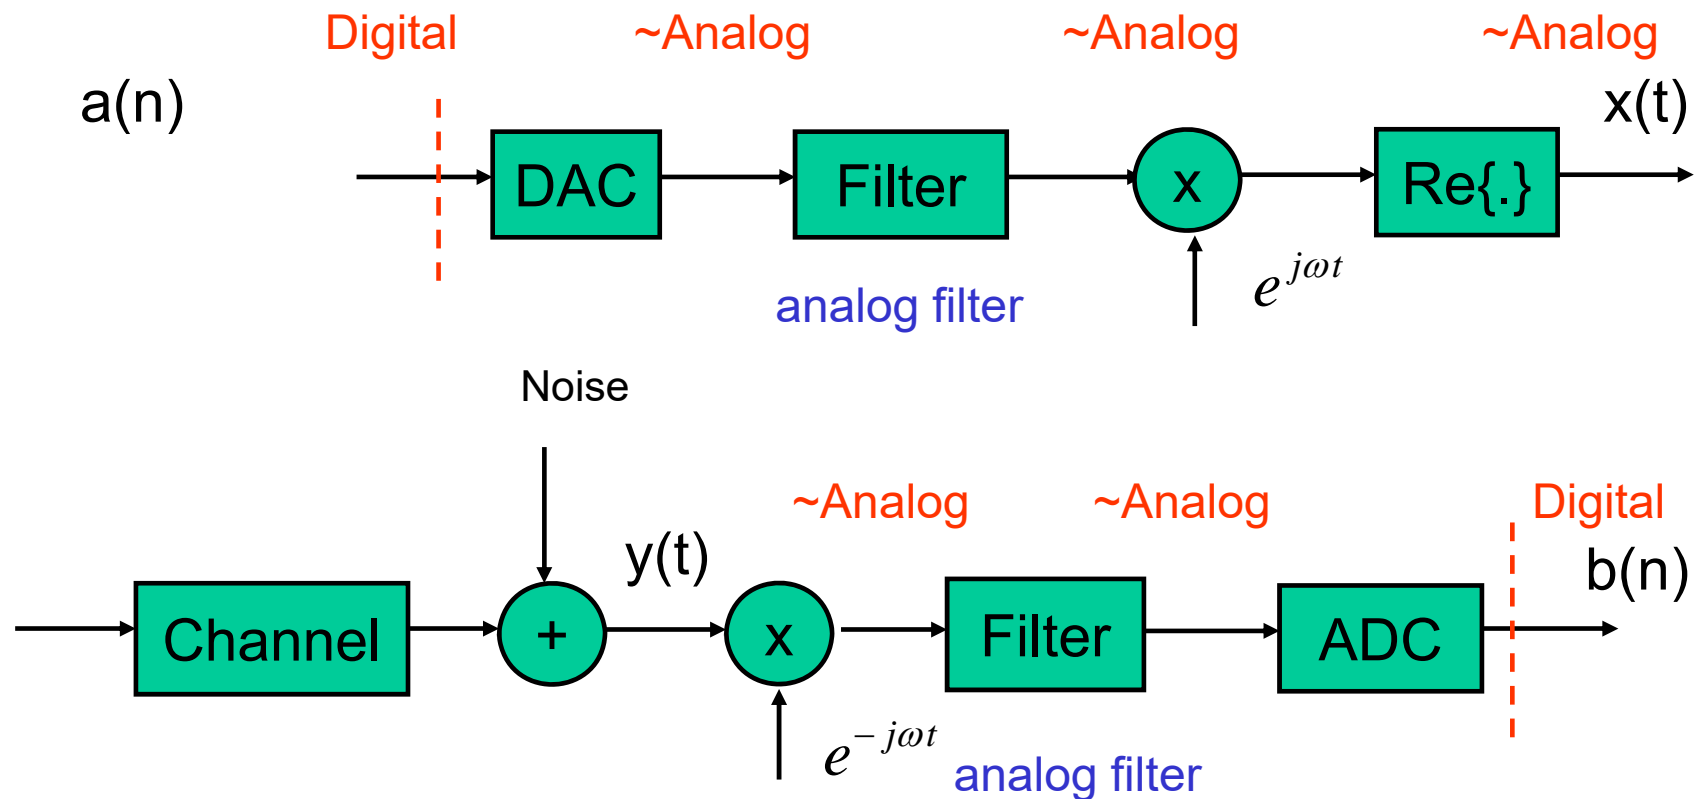 Digital ~Analog ~Analog ~Analog
a(n) x(t)
DAC Filter x Re{.}
e^{jωt}
analog filter
Noise
~Analog ~Analog Digital
y(t) b(n)
Channel + x Filter ADC
e^{-jωt}
analog filter